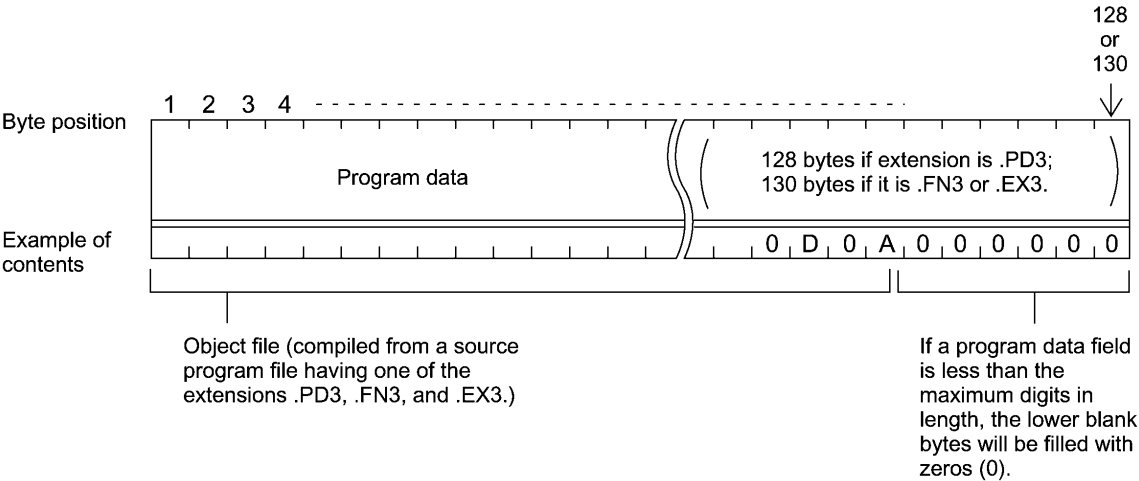 128
or
130
1 2 3 4
Byte position
Program data
128 bytes if extension is .PD3;
130 bytes if it is .FN3 or .EX3.
Example of
contents
0 D 0 A 0 0 0 0 0 0
Object file (compiled from a source
program file having one of the
extensions .PD3, .FN3, and .EX3.)
If a program data field
is less than the
maximum digits in
length, the lower blank
bytes will be filled with
zeros (0).